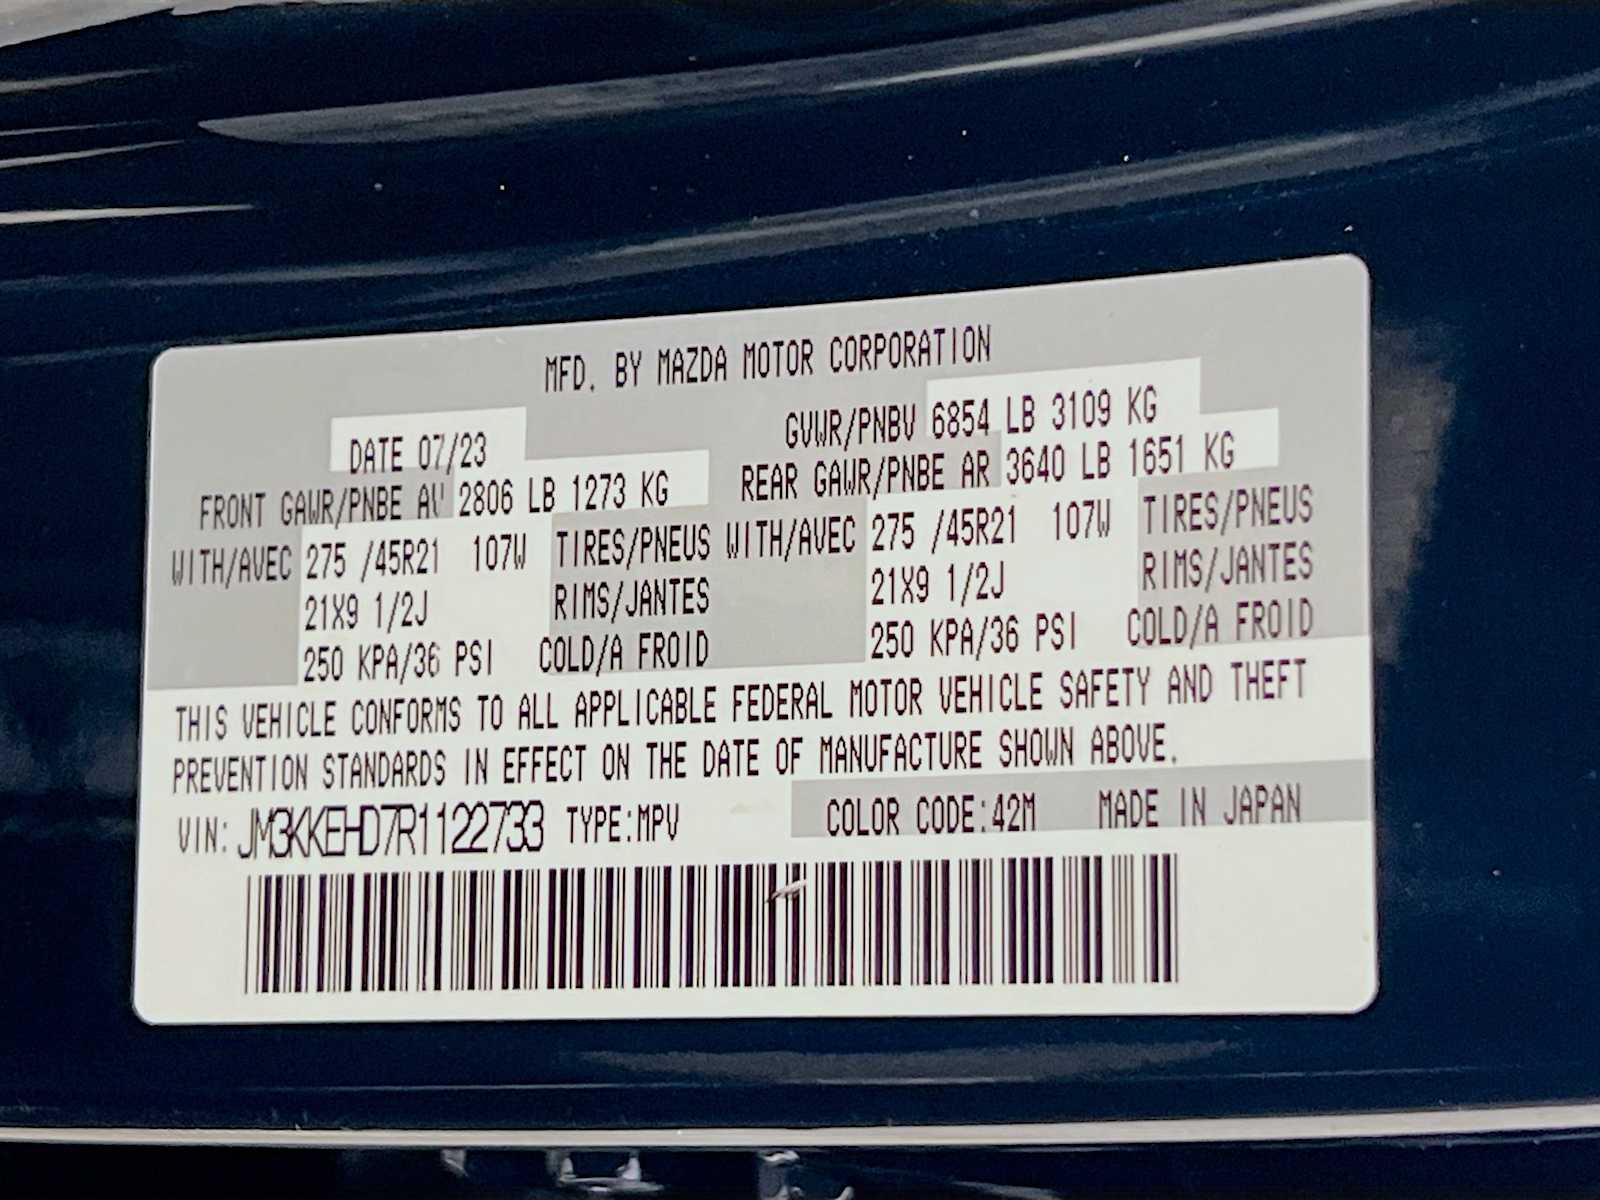 MFD. BY MAZDA MOTOR CORPORATION
DATE 07/23 GVWR/PNBV 6854 LB 3109 KG
FRONT GAWR/PNBE AV 2806 LB 1273 KG REAR GAWR/PNBE AR 3640 LB 1651 KG
WITH/AVEC 275 /45R21 107W TIRES/PNEUS WITH/AVEC 275 /45R21 107W TIRES/PNEUS
21X9 1/2J RIMS/JANTES 21X9 1/2J RIMS/JANTES
250 KPA/36 PSI COLD/A FROID 250 KPA/36 PSI COLD/A FROID
THIS VEHICLE CONFORMS TO ALL APPLICABLE FEDERAL MOTOR VEHICLE SAFETY AND THEFT
PREVENTION STANDARDS IN EFFECT ON THE DATE OF MANUFACTURE SHOWN ABOVE.
VIN: JM3KKEHD7R1122733 TYPE:MPV COLOR CODE:42M MADE IN JAPAN